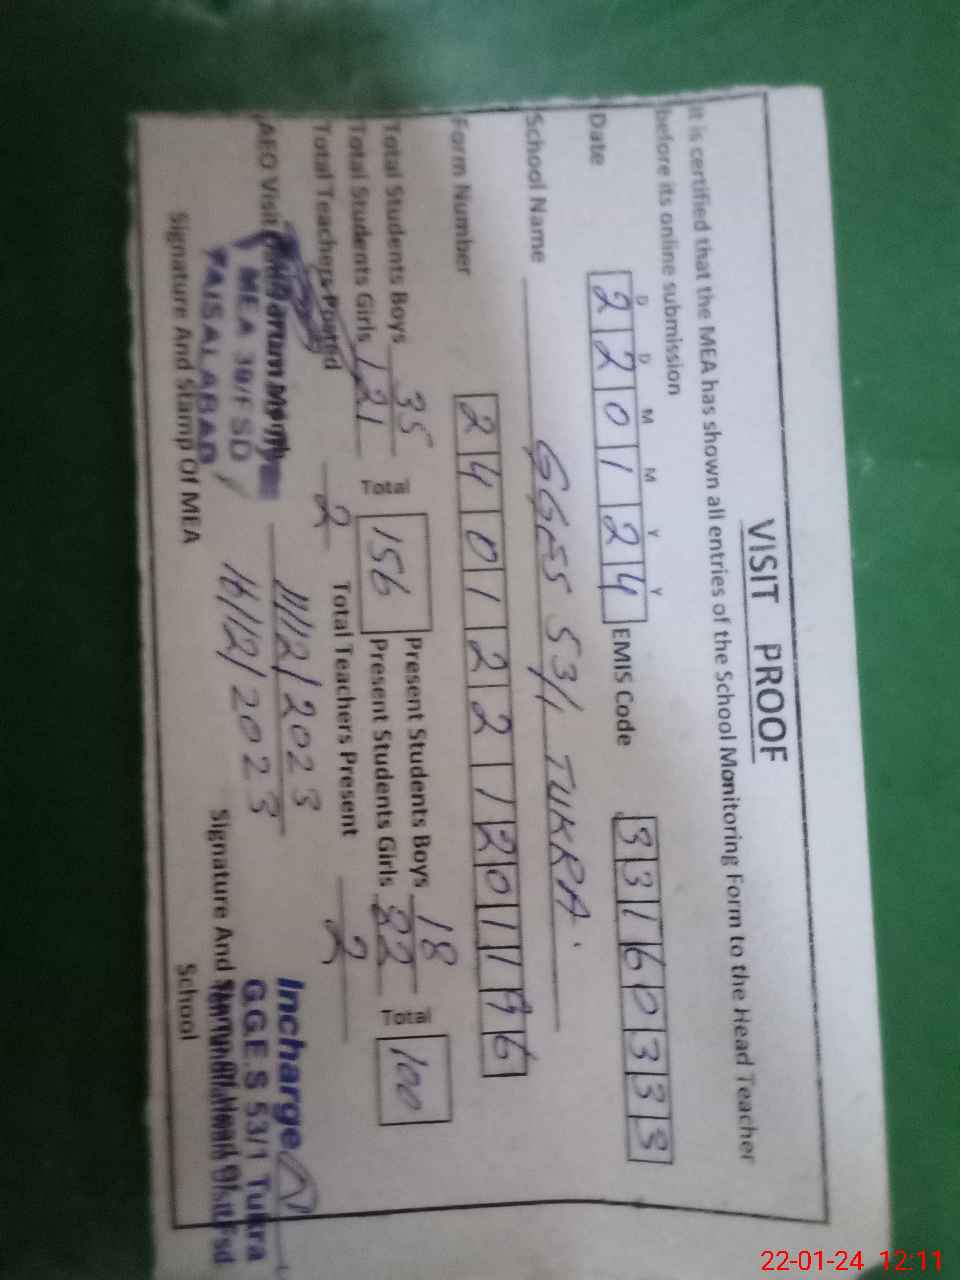 VISIT PROOF
It is certified that the MEA has shown all entries of the School Monitoring Form to the Head Teacher
before its online submission
D D M M Y Y
Date 2 2 0 1 2 4 EMIS Code 3 3 1 6 0 3 3 3
School Name GGES 53/1 TUKRA.
Form Number 2 4 0 1 2 2 1 2 0 1 1 A 6
Total Students Boys 35 Total 156 Present Students Boys 18 Total 100
Total Students Girls 121 Present Students Girls 22
Total Teachers Posted 2 Total Teachers Present 2
AEO Visit 11/12/2023
16/12/2023
MEA 39/FSD
FAISALABAD
Signature And Stamp Of MEA
Incharge
GGES 53/1 Tukra
Signature And
School
22-01-24 12:11